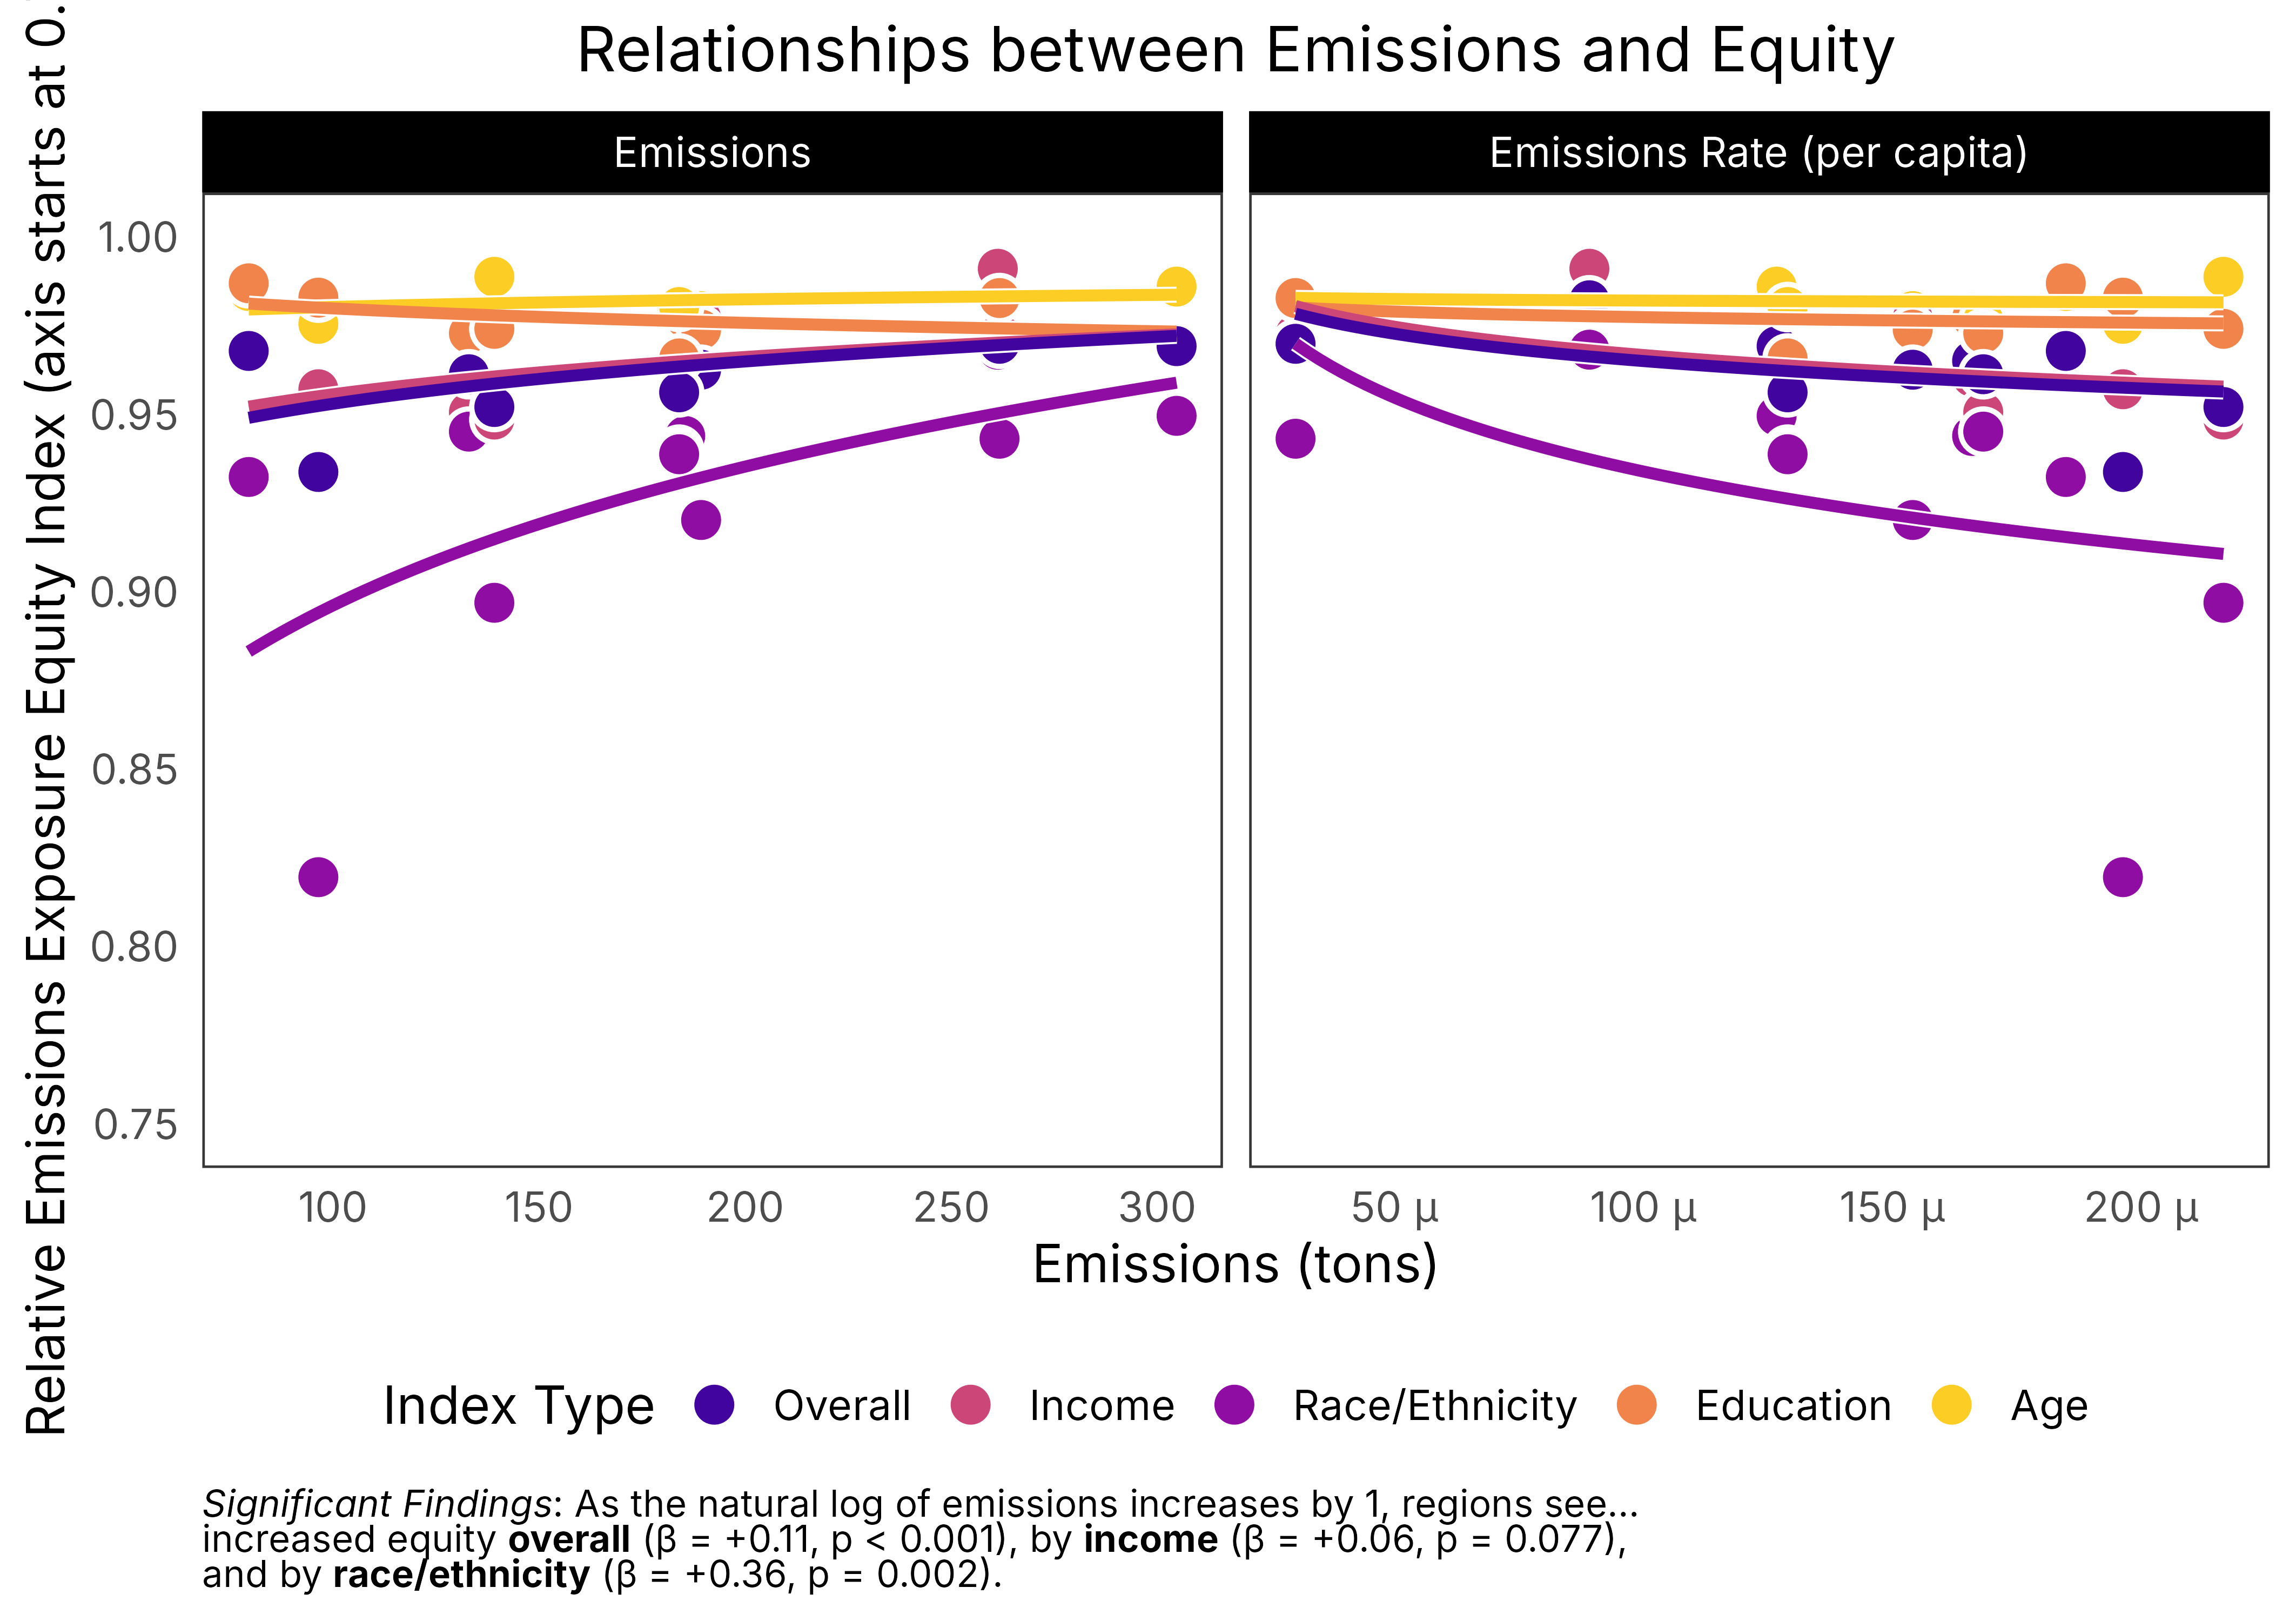 Relationships between Emissions and Equity
Relative Emissions Exposure Equity Index (axis starts at 0.
Emissions
Emissions Rate (per capita)
1.00
0.95
0.90
0.85
0.80
0.75
100 150 200 250 300
50 µ 100 µ 150 µ 200 µ
Emissions (tons)
Index Type Overall Income Race/Ethnicity Education Age
Significant Findings: As the natural log of emissions increases by 1, regions see...
increased equity overall (β = +0.11, p < 0.001), by income (β = +0.06, p = 0.077),
and by race/ethnicity (β = +0.36, p = 0.002).